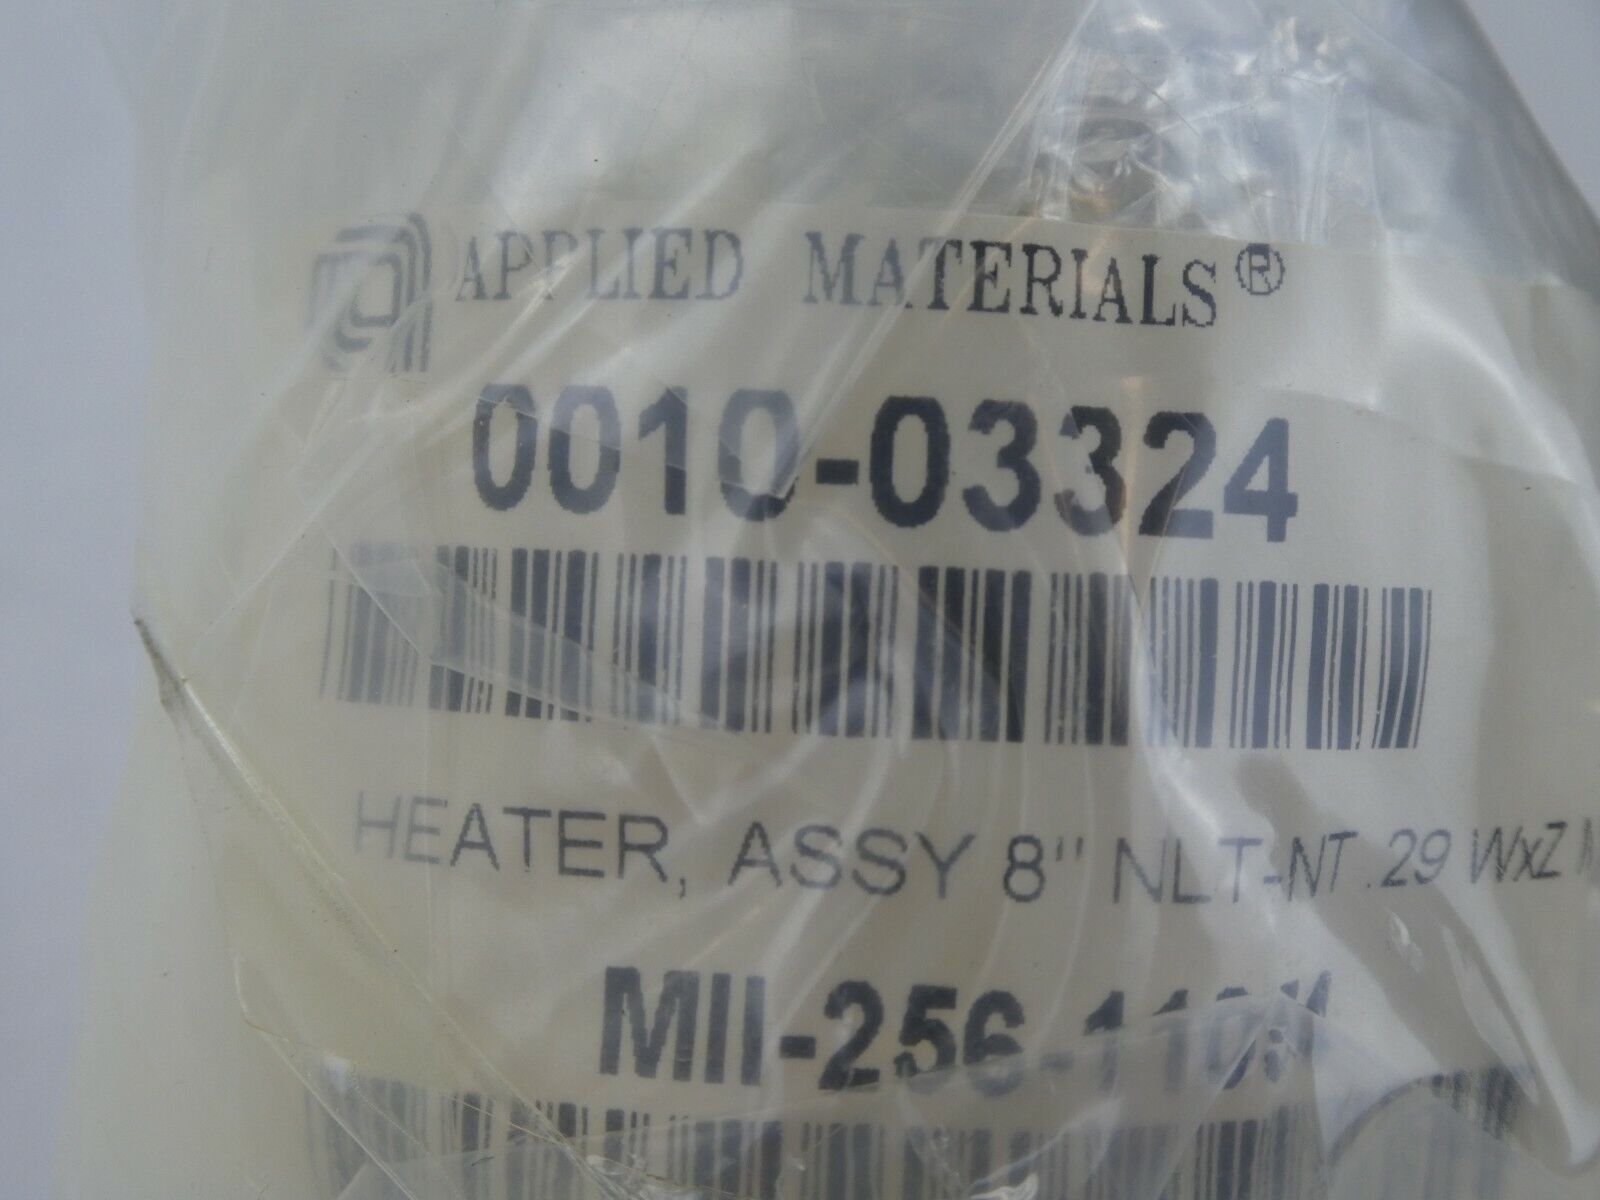 APPLIED MATERIALS®
0010-03324
HEATER, ASSY 8" NLT-NT .29 WxZ